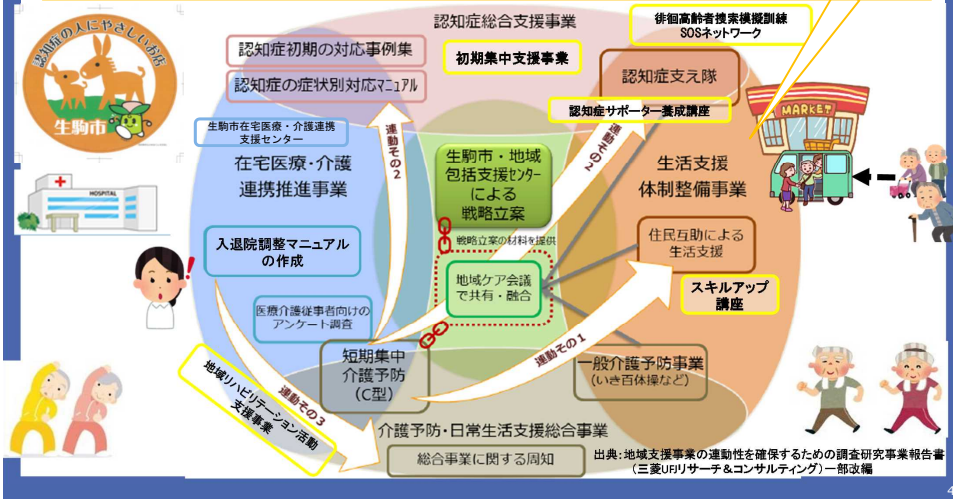 認知症総合支援事業
徘徊高齢者捜索模擬訓練
SOSネットワーク
認知症の人にやさしいお店
生駒市
認知症初期の対応事例集
初期集中支援事業
認知症支え隊
認知症の症状別対応マニュアル
認知症サポーター養成講座
MARKET
生駒市在宅医療・介護連携
支援センター
連動その2
連動その2
在宅医療・介護
連携推進事業
生駒市・地域
包括支援センター
による
戦略立案
生活支援
体制整備事業
HOSPITAL
入退院調整マニュアル
の作成
戦略立案の材料を提供
住民互助による
生活支援
地域ケア会議
で共有・融合
スキルアップ
講座
医療介護従事者向けの
アンケート調査
短期集中
介護予防
(C型)
連動その1
一般介護予防事業
(いき百体操など)
地域リハビリテーション活動
支援事業
連動その3
介護予防・日常生活支援総合事業
総合事業に関する周知
出典:地域支援事業の連動性を確保するための調査研究事業報告書
(三菱UFJリサーチ&コンサルティング)一部改編
4